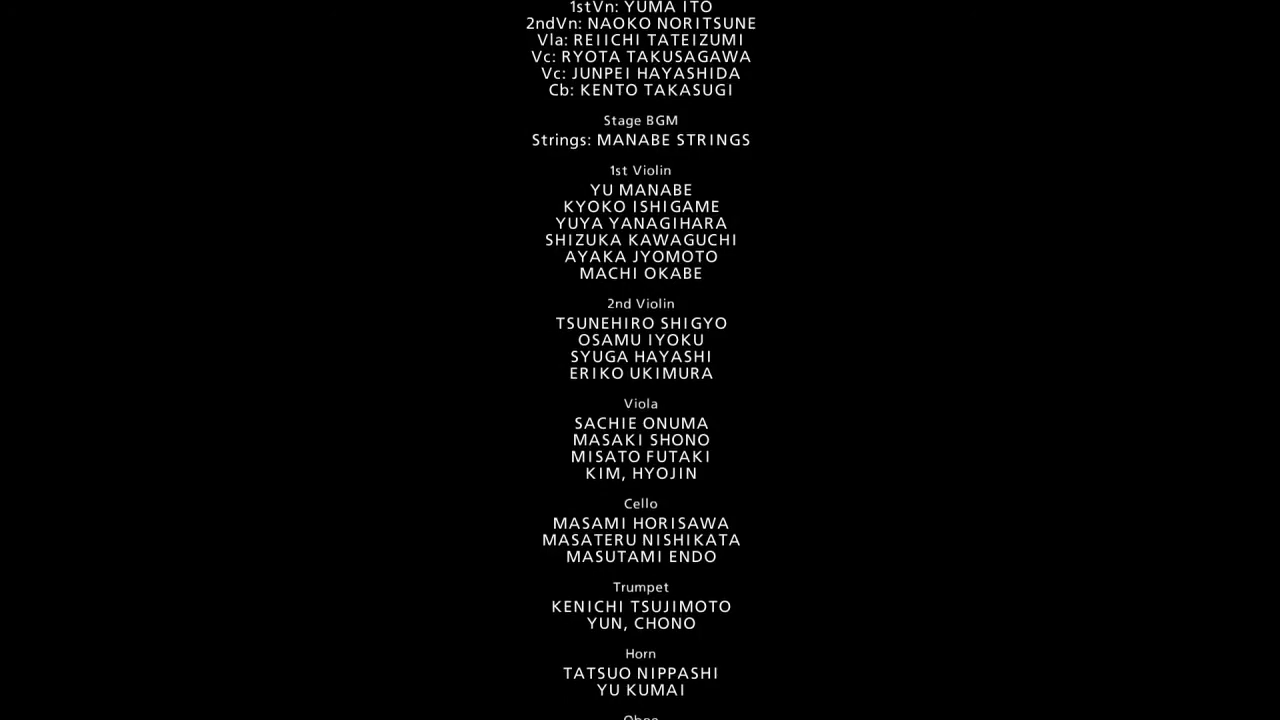 1stVn: YUMA ITO
2ndVn: NAOKO NORITSUNE
Vla: REIICHI TATEIZUMI
Vc: RYOTA TAKUSAGAWA
Vc: JUNPEI HAYASHIDA
Cb: KENTO TAKASUGI
Stage BGM
Strings: MANABE STRINGS
1st Violin
YU MANABE
KYOKO ISHIGAME
YUYA YANAGIHARA
SHIZUKA KAWAGUCHI
AYAKA JYOMOTO
MACHI OKABE
2nd Violin
TSUNEHIRO SHIGYO
OSAMU IYOKU
SYUGA HAYASHI
ERIKO UKIMURA
Viola
SACHIE ONUMA
MASAKI SHONO
MISATO FUTAKI
KIM, HYOJIN
Cello
MASAMI HORISAWA
MASATERU NISHIKATA
MASUTAMI ENDO
Trumpet
KENICHI TSUJIMOTO
YUN, CHONO
Horn
TATSUO NIPPASHI
YU KUMAI
Oboe